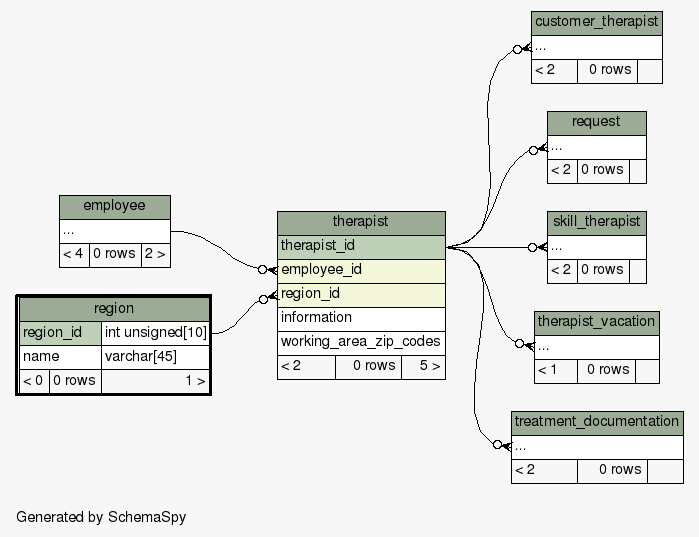 customer_therapist
...
< 2 0 rows
request
...
< 2 0 rows
employee
...
< 4 0 rows 2 >
therapist
therapist_id
employee_id
region_id
information
working_area_zip_codes
< 2 0 rows 5 >
skill_therapist
...
< 2 0 rows
region
region_id int unsigned[10]
name varchar[45]
< 0 0 rows 1 >
therapist_vacation
...
< 1 0 rows
treatment_documentation
...
< 2 0 rows
Generated by SchemaSpy